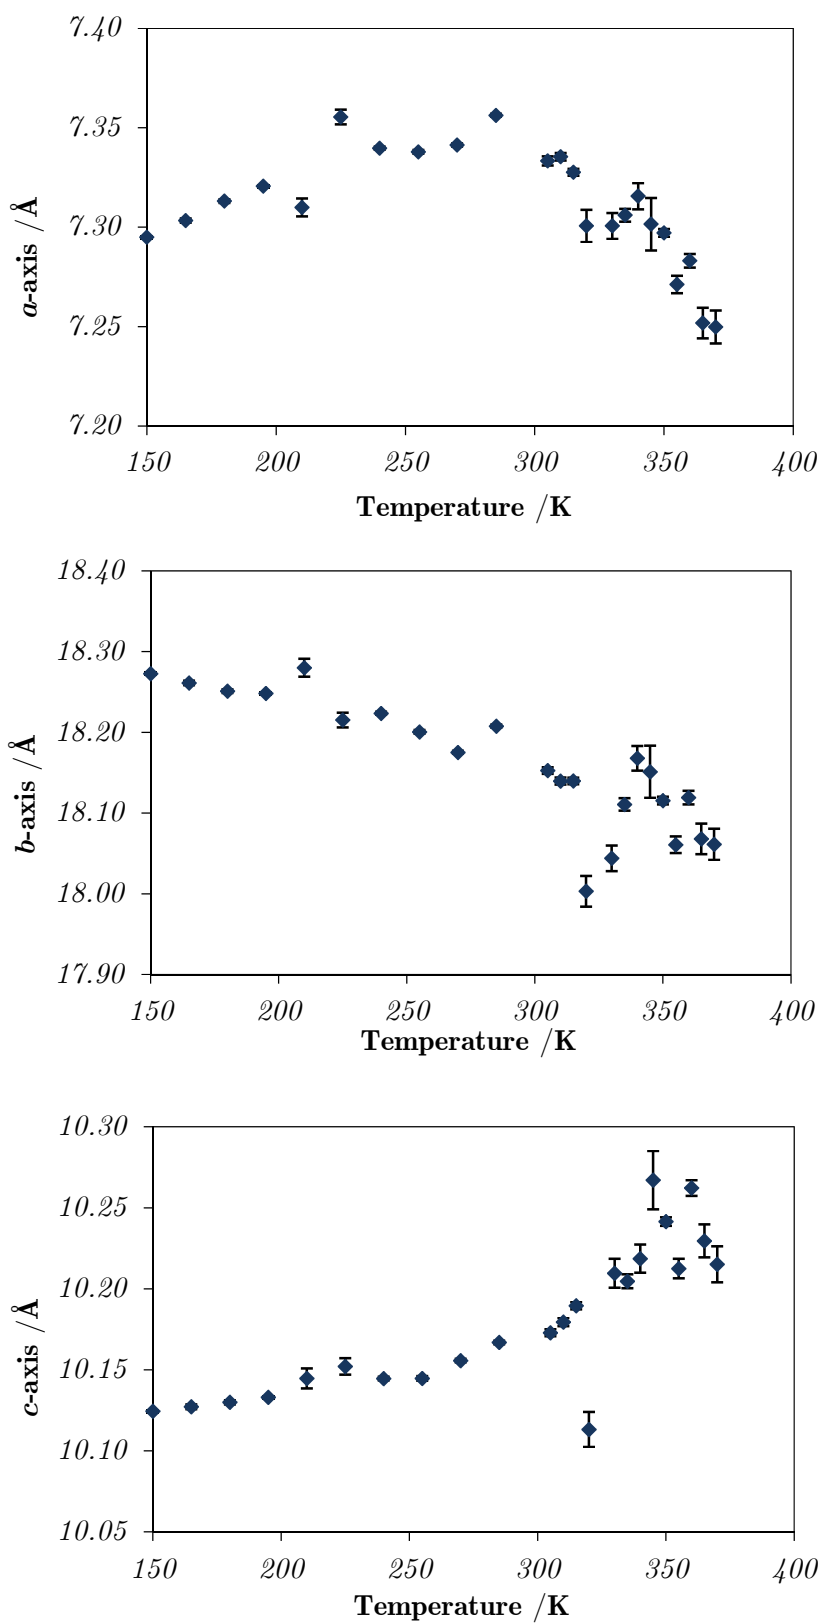 7.40
7.35
7.30
7.25
7.20
a-axis /Å
150 200 250 300 350 400
Temperature /K
18.40
18.30
18.20
18.10
18.00
17.90
b-axis /Å
150 200 250 300 350 400
Temperature /K
10.30
10.25
10.20
10.15
10.10
10.05
c-axis /Å
150 200 250 300 350 400
Temperature /K